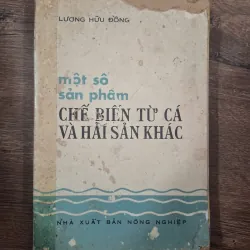 LƯƠNG HỮU ĐỐNG
một số
sản phẩm
CHẾ BIẾN TỪ CÁ
VÀ HẢI SẢN KHÁC
NHÀ XUẤT BẢN NÔNG NGHIỆP